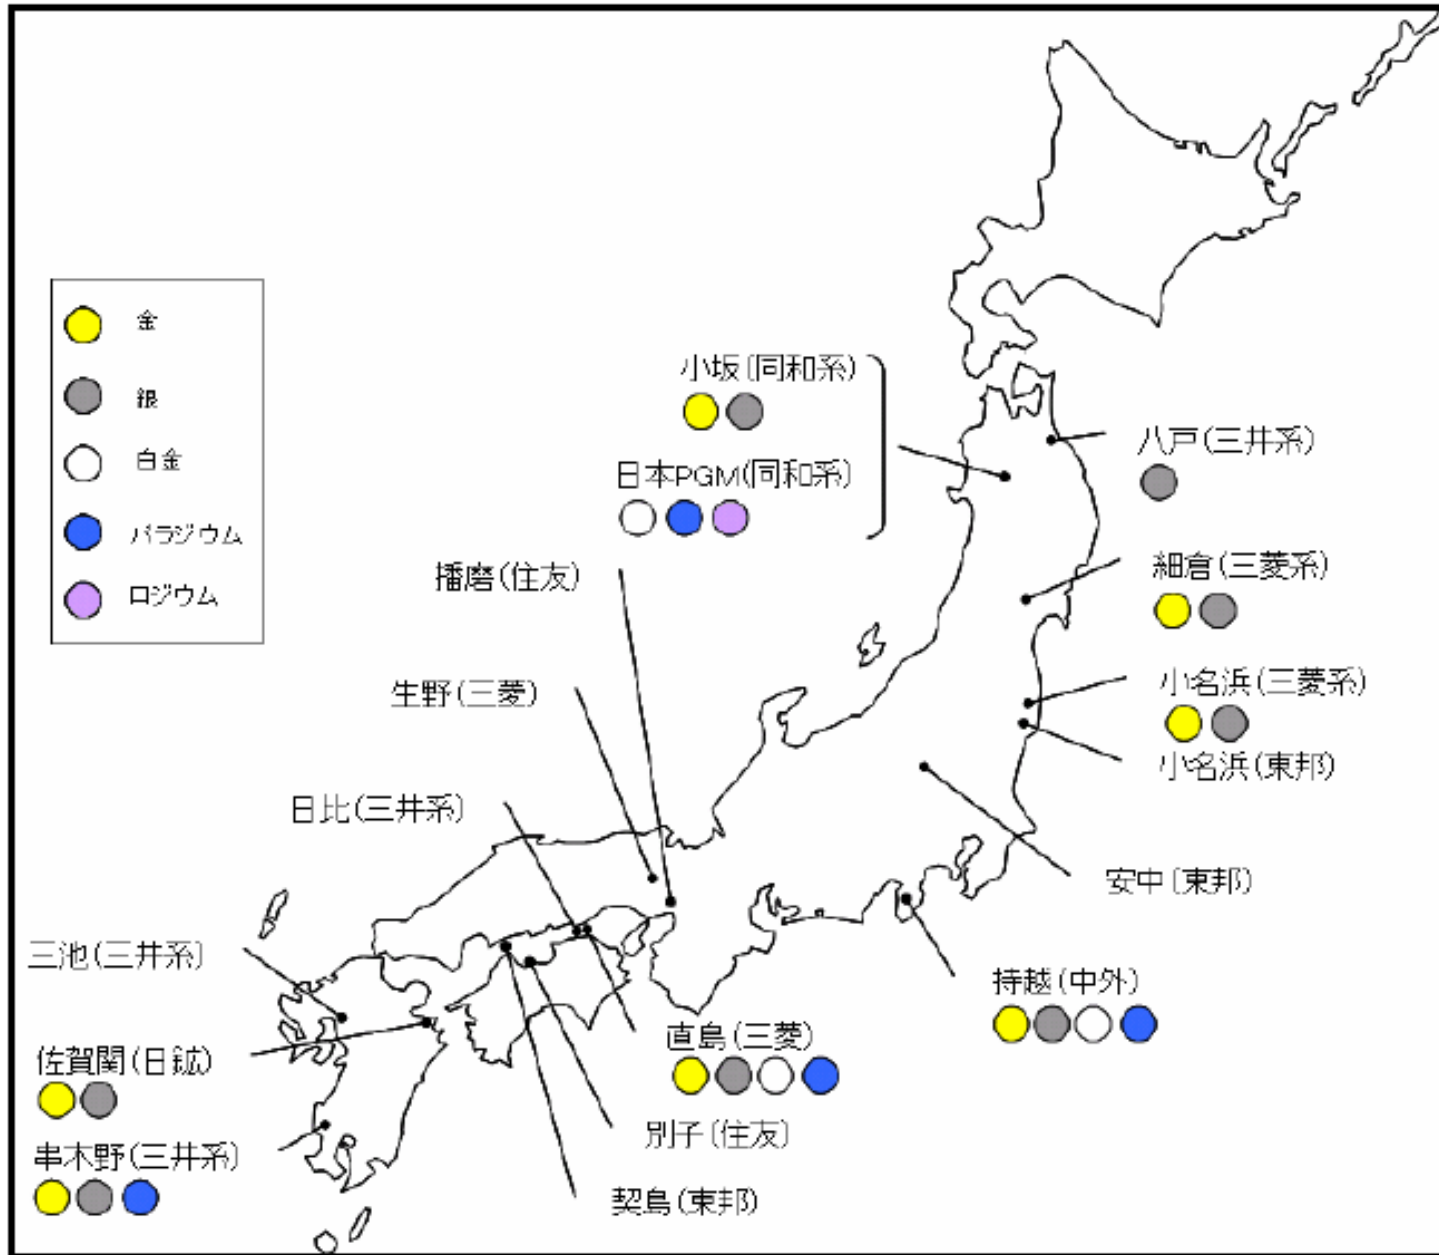 金
銀
白金
パラジウム
ロジウム
小坂(同和系)
日本PGM(同和系)
播磨(住友)
生野(三菱)
日比(三井系)
三池(三井系)
佐賀関(日鉱)
串木野(三井系)
八戸(三井系)
細倉(三菱系)
小名浜(三菱系)
小名浜(東邦)
安中(東邦)
持越(中外)
直島(三菱)
別子(住友)
契島(東邦)